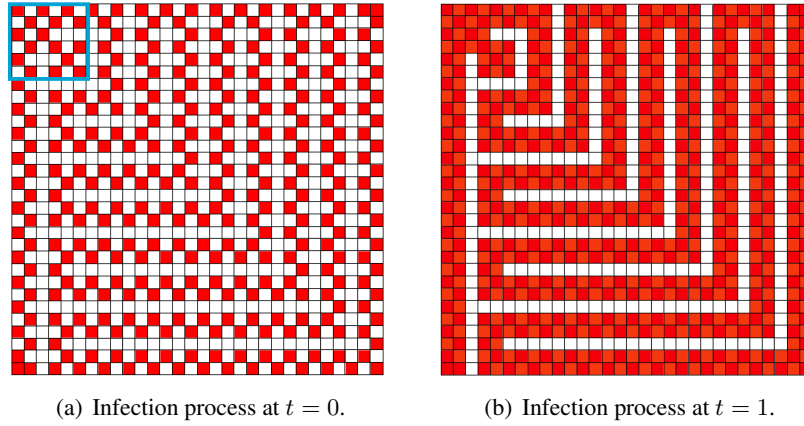 (a) Infection process at t = 0.
(b) Infection process at t = 1.